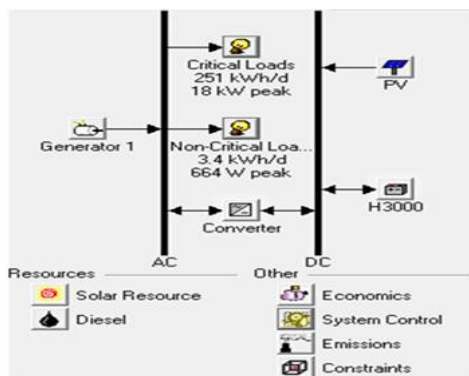 Critical Loads
251 kWh/d
18 kW peak
PV
Generator 1
Non-Critical Loa...
3.4 kWh/d
664 W peak
H3000
Converter
AC
DC
Resources
Other
Solar Resource
Economics
Diesel
System Control
Emissions
Constraints